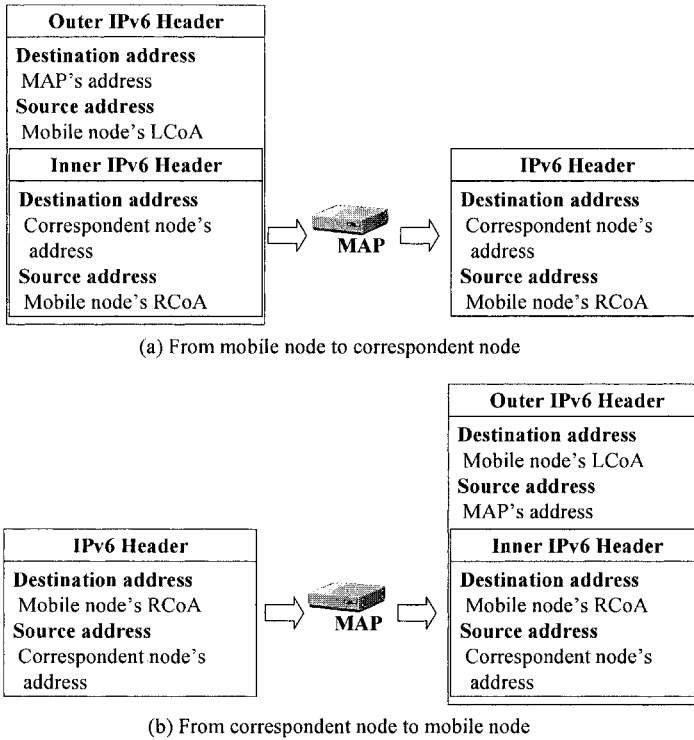 Outer IPv6 Header
Destination address
MAP's address
Source address
Mobile node's LCoA
Inner IPv6 Header
Destination address
Correspondent node's
address
Source address
Mobile node's RCoA
MAP
IPv6 Header
Destination address
Correspondent node's
address
Source address
Mobile node's RCoA
(a) From mobile node to correspondent node
IPv6 Header
Destination address
Mobile node's RCoA
Source address
Correspondent node's
address
MAP
Outer IPv6 Header
Destination address
Mobile node's LCoA
Source address
MAP's address
Inner IPv6 Header
Destination address
Mobile node's RCoA
Source address
Correspondent node's
address
(b) From correspondent node to mobile node